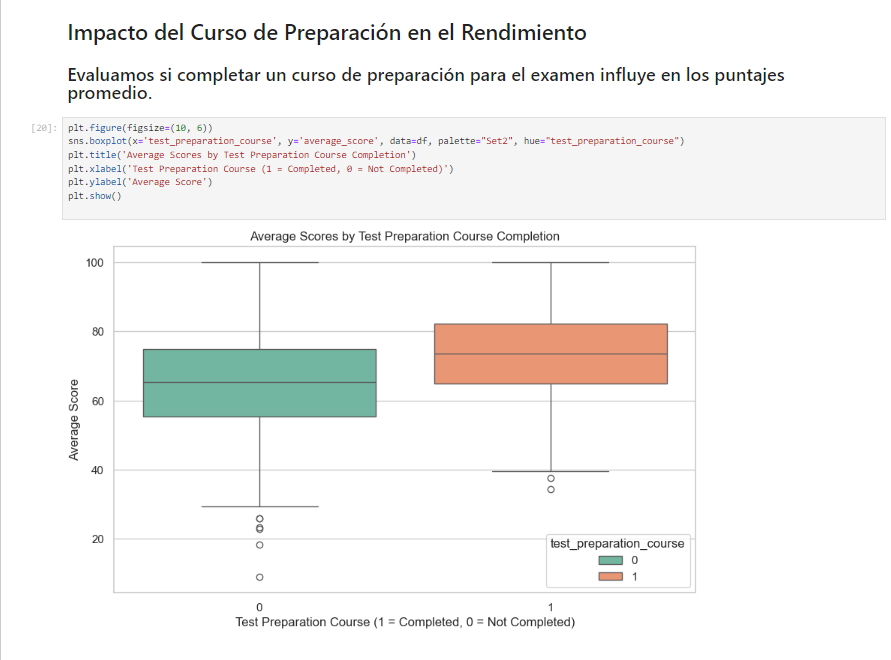 Impacto del Curso de Preparación en el Rendimiento
Evaluamos si completar un curso de preparación para el examen influye en los puntajes
promedio.
[20]:
plt.figure(figsize=(10, 6))
sns.boxplot(x='test_preparation_course', y='average_score', data=df, palette="Set2", hue="test_preparation_course")
plt.title('Average Scores by Test Preparation Course Completion')
plt.xlabel('Test Preparation Course (1 = Completed, 0 = Not Completed)')
plt.ylabel('Average Score')
plt.show()
Average Scores by Test Preparation Course Completion
100
80
60
40
20
Average Score
test_preparation_course
0
1
0
1
Test Preparation Course (1 = Completed, 0 = Not Completed)